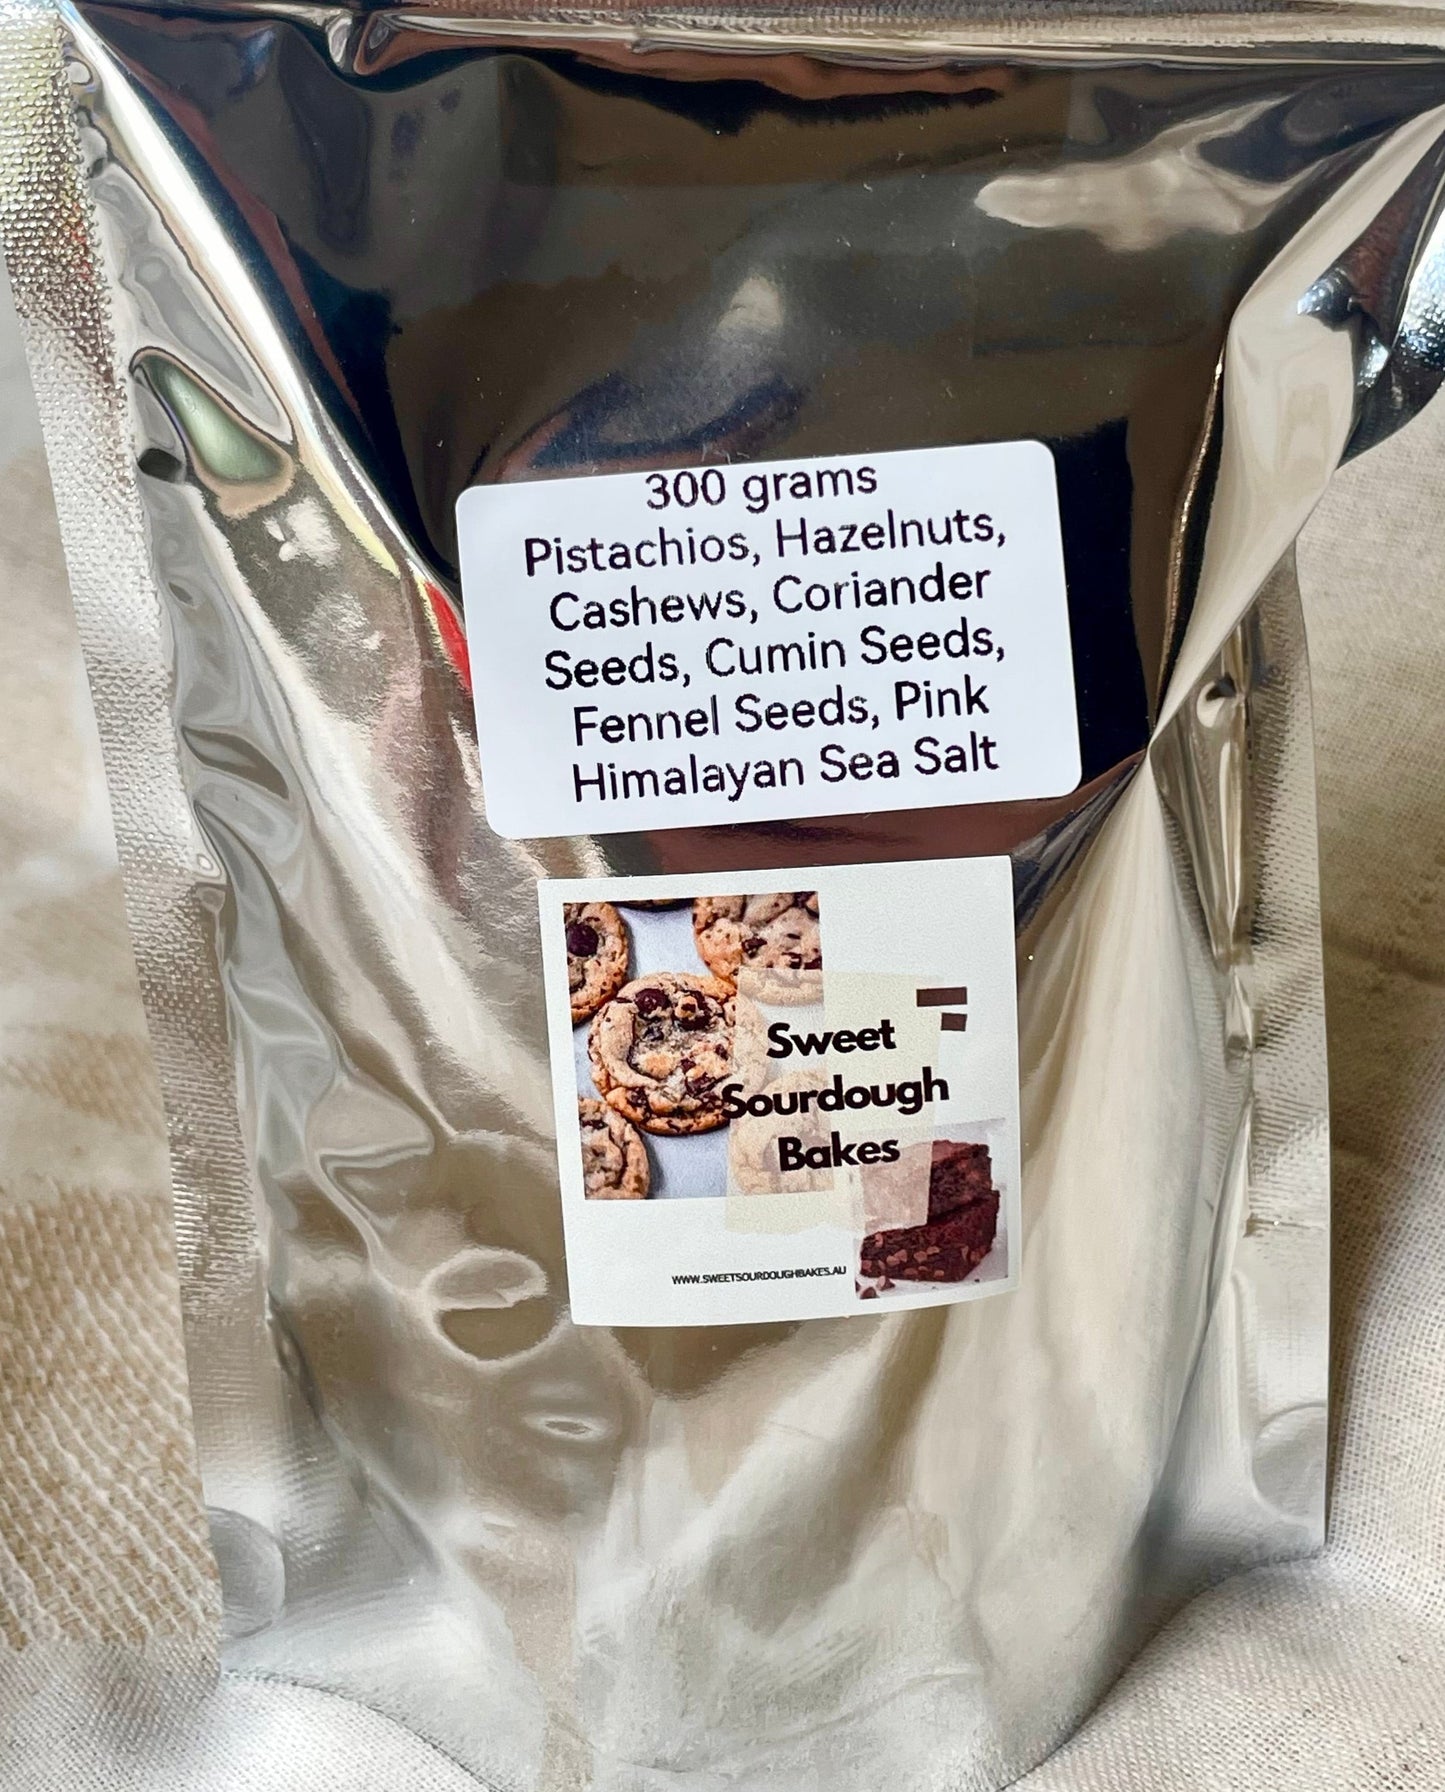 300 grams
Pistachios, Hazelnuts,
Cashews, Coriander
Seeds, Cumin Seeds,
Fennel Seeds, Pink
Himalayan Sea Salt
Sweet
Sourdough
Bakes
WWW.SWEETSOURDOUGHBAKES.AU